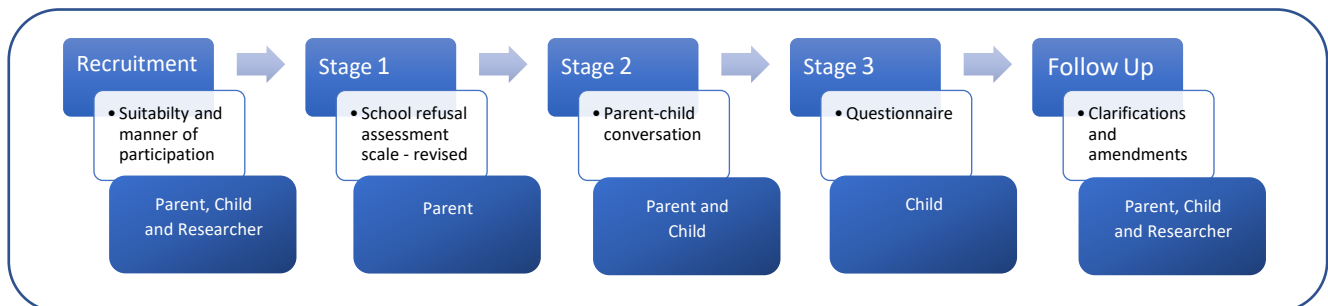 Recruitment
• Suitabilty and
manner of
participation
Parent, Child
and Researcher
Stage 1
• School refusal
assessment
scale - revised
Parent
Stage 2
• Parent-child
conversation
Parent and
Child
Stage 3
• Questionnaire
Child
Follow Up
• Clarifications
and
amendments
Parent, Child
and Researcher